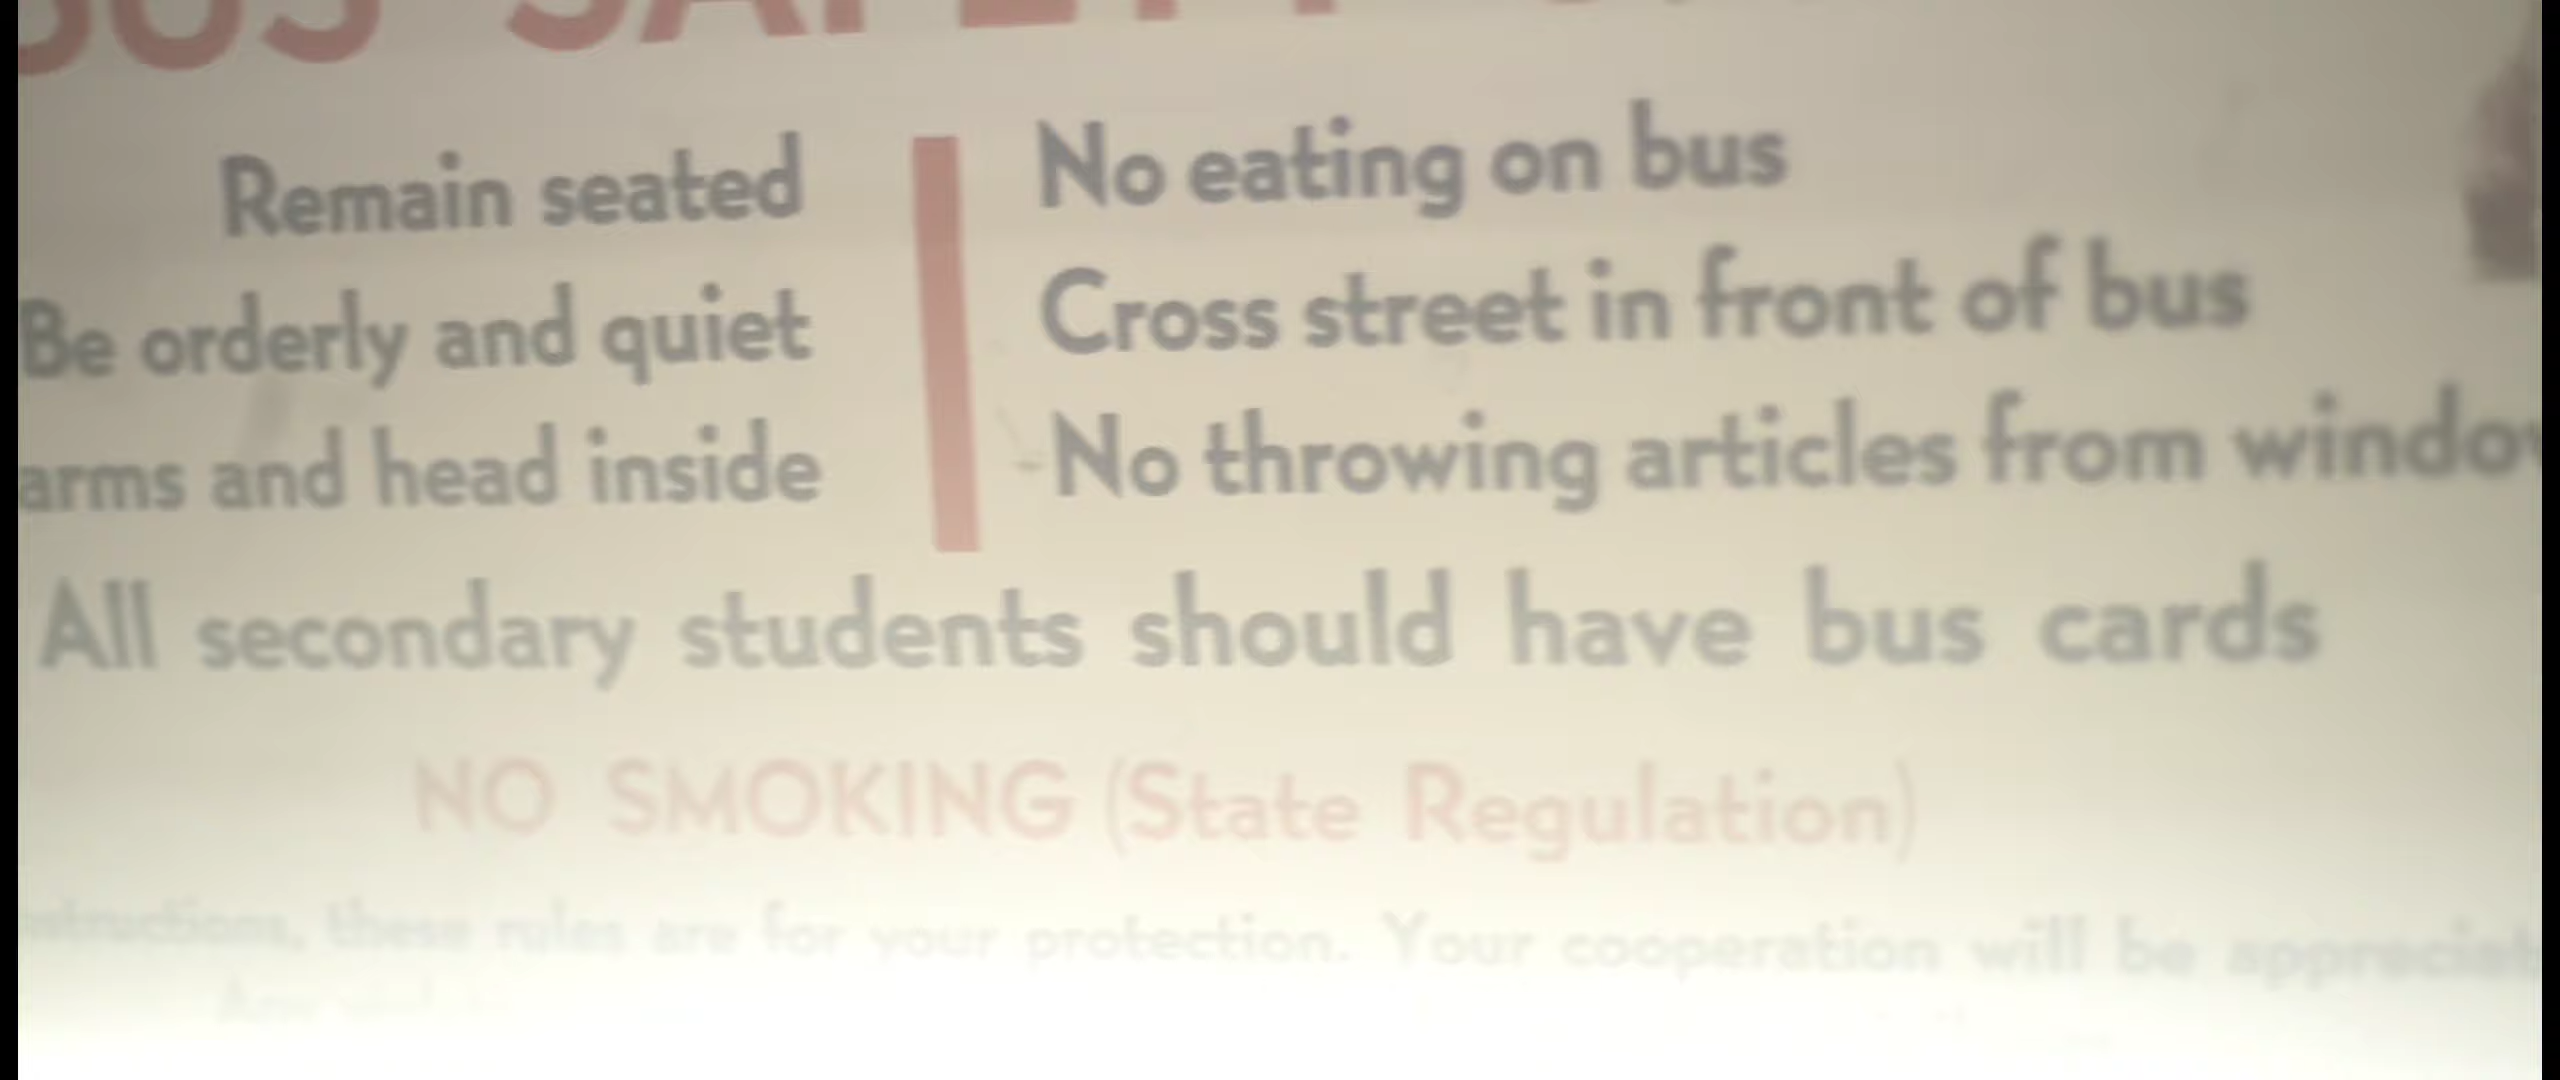 BUS SAFETY
Remain seated
Be orderly and quiet
arms and head inside
No eating on bus
Cross street in front of bus
No throwing articles from
All secondary students should have bus cards
NO SMOKING (State Regulation)
these rules are for your protection. Your cooperation will be